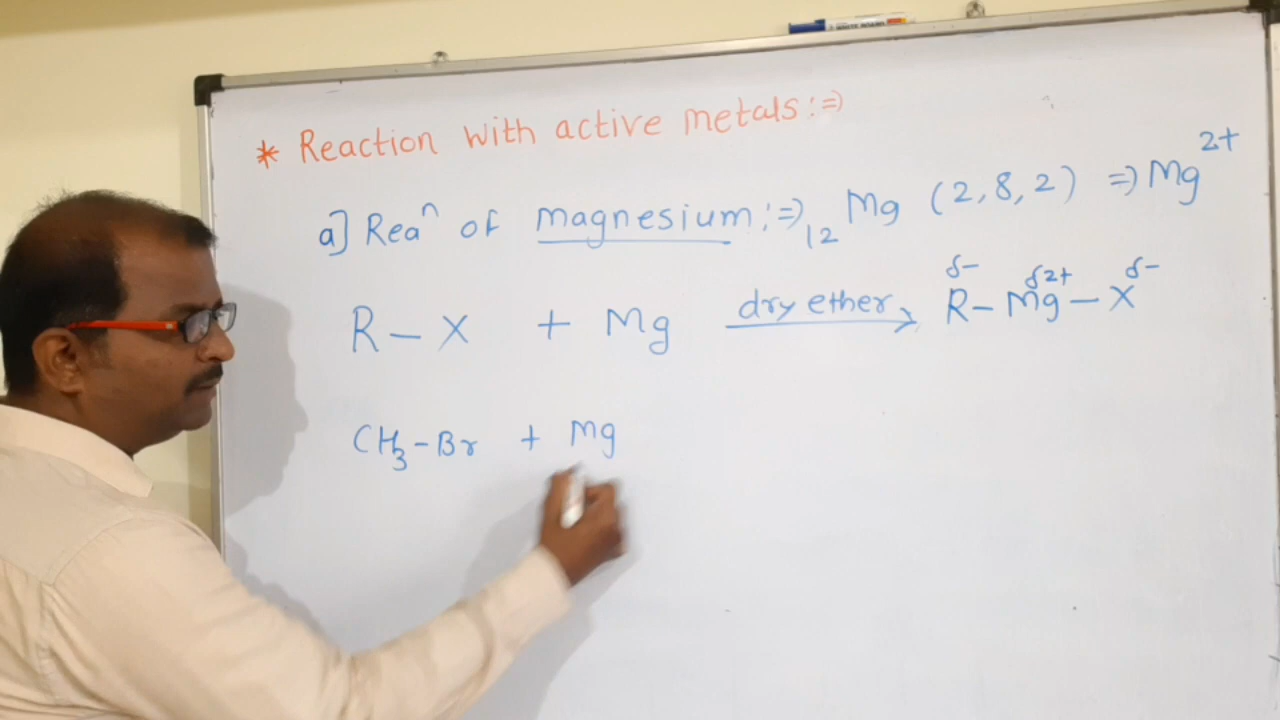 * Reaction with active metals :⇒
a] Reaⁿ of magnesium :⇒ ₁₂Mg (2,8,2) ⇒ Mg²⁺
R – X + Mg dry ether → R^δ− – Mg^δ2+ – X^δ−
CH₃ – Br + Mg